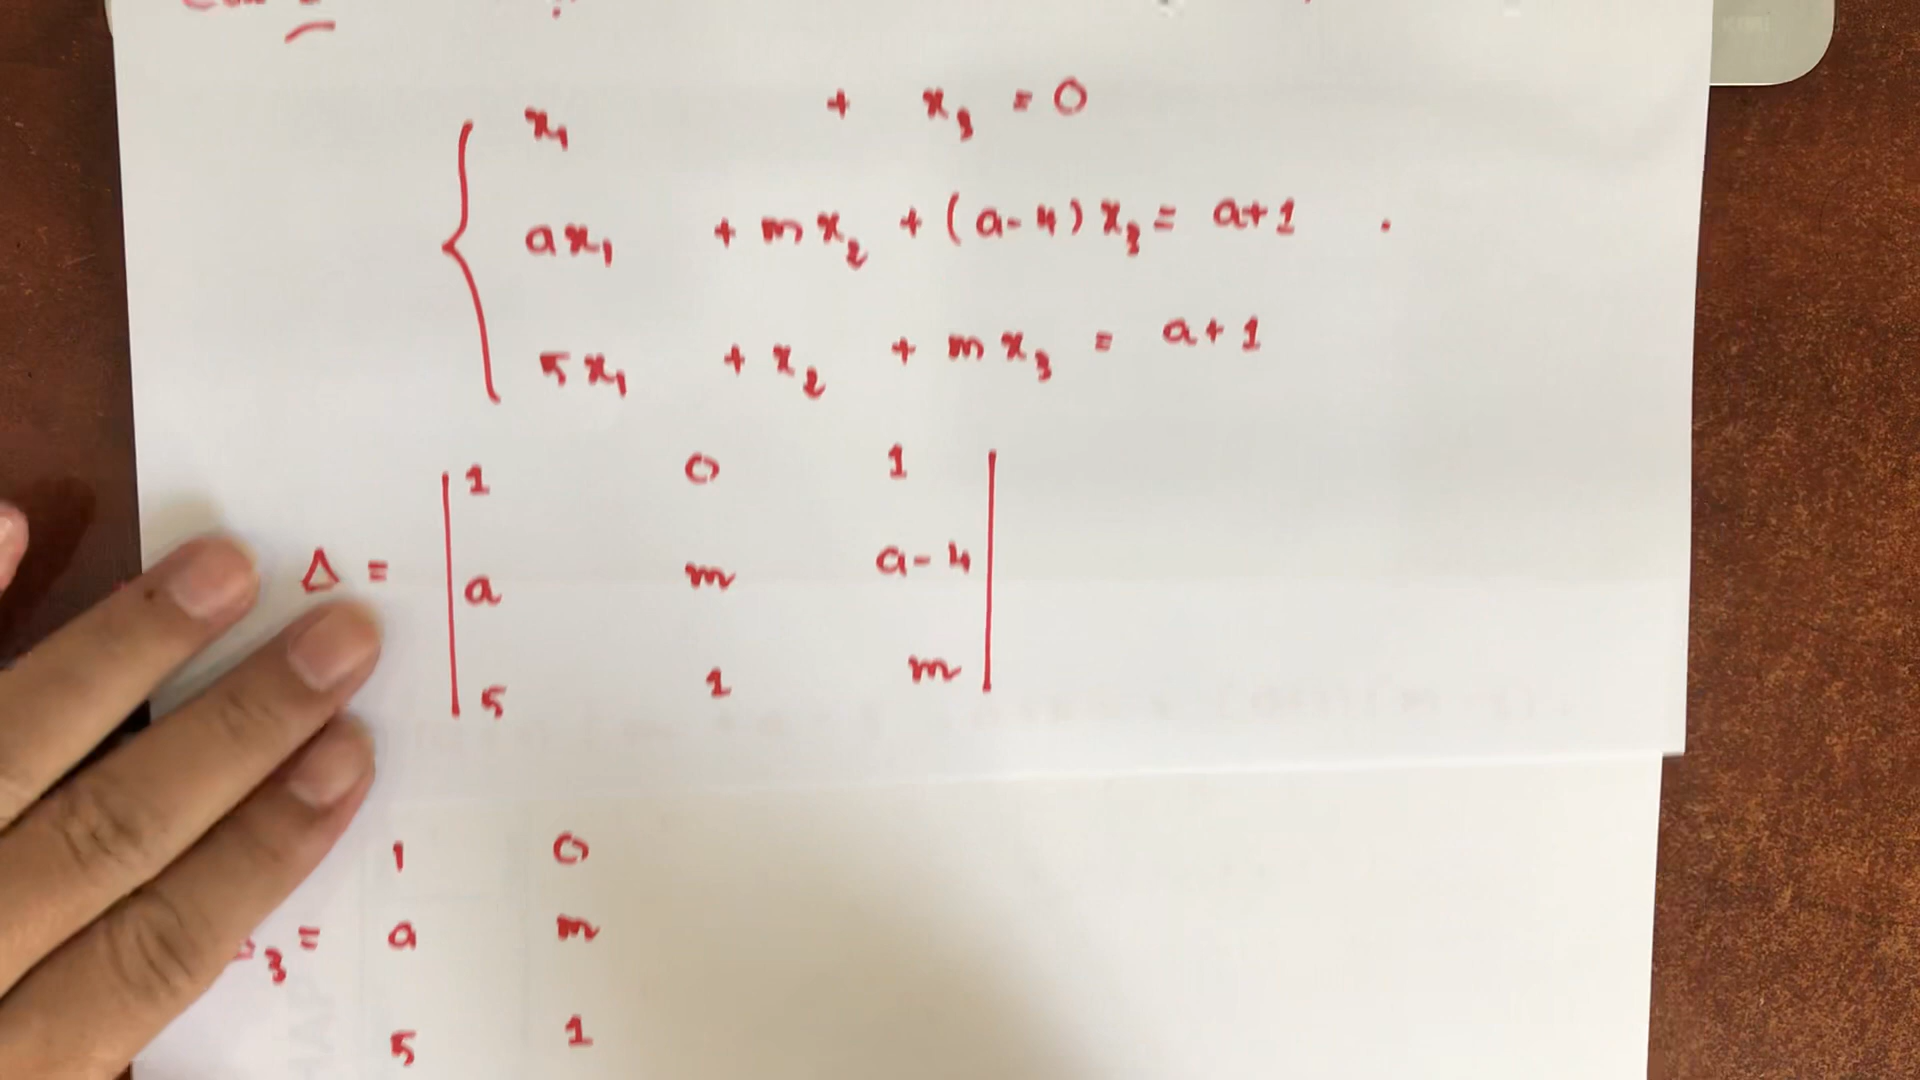 x₁ + x₃ = 0
ax₁ + mx₂ + (a-4)x₃ = a+1 .
5x₁ + x₂ + mx₃ = a+1
1 0 1
Δ = a m a-4
5 1 m
1 0
₃ = a m
5 1